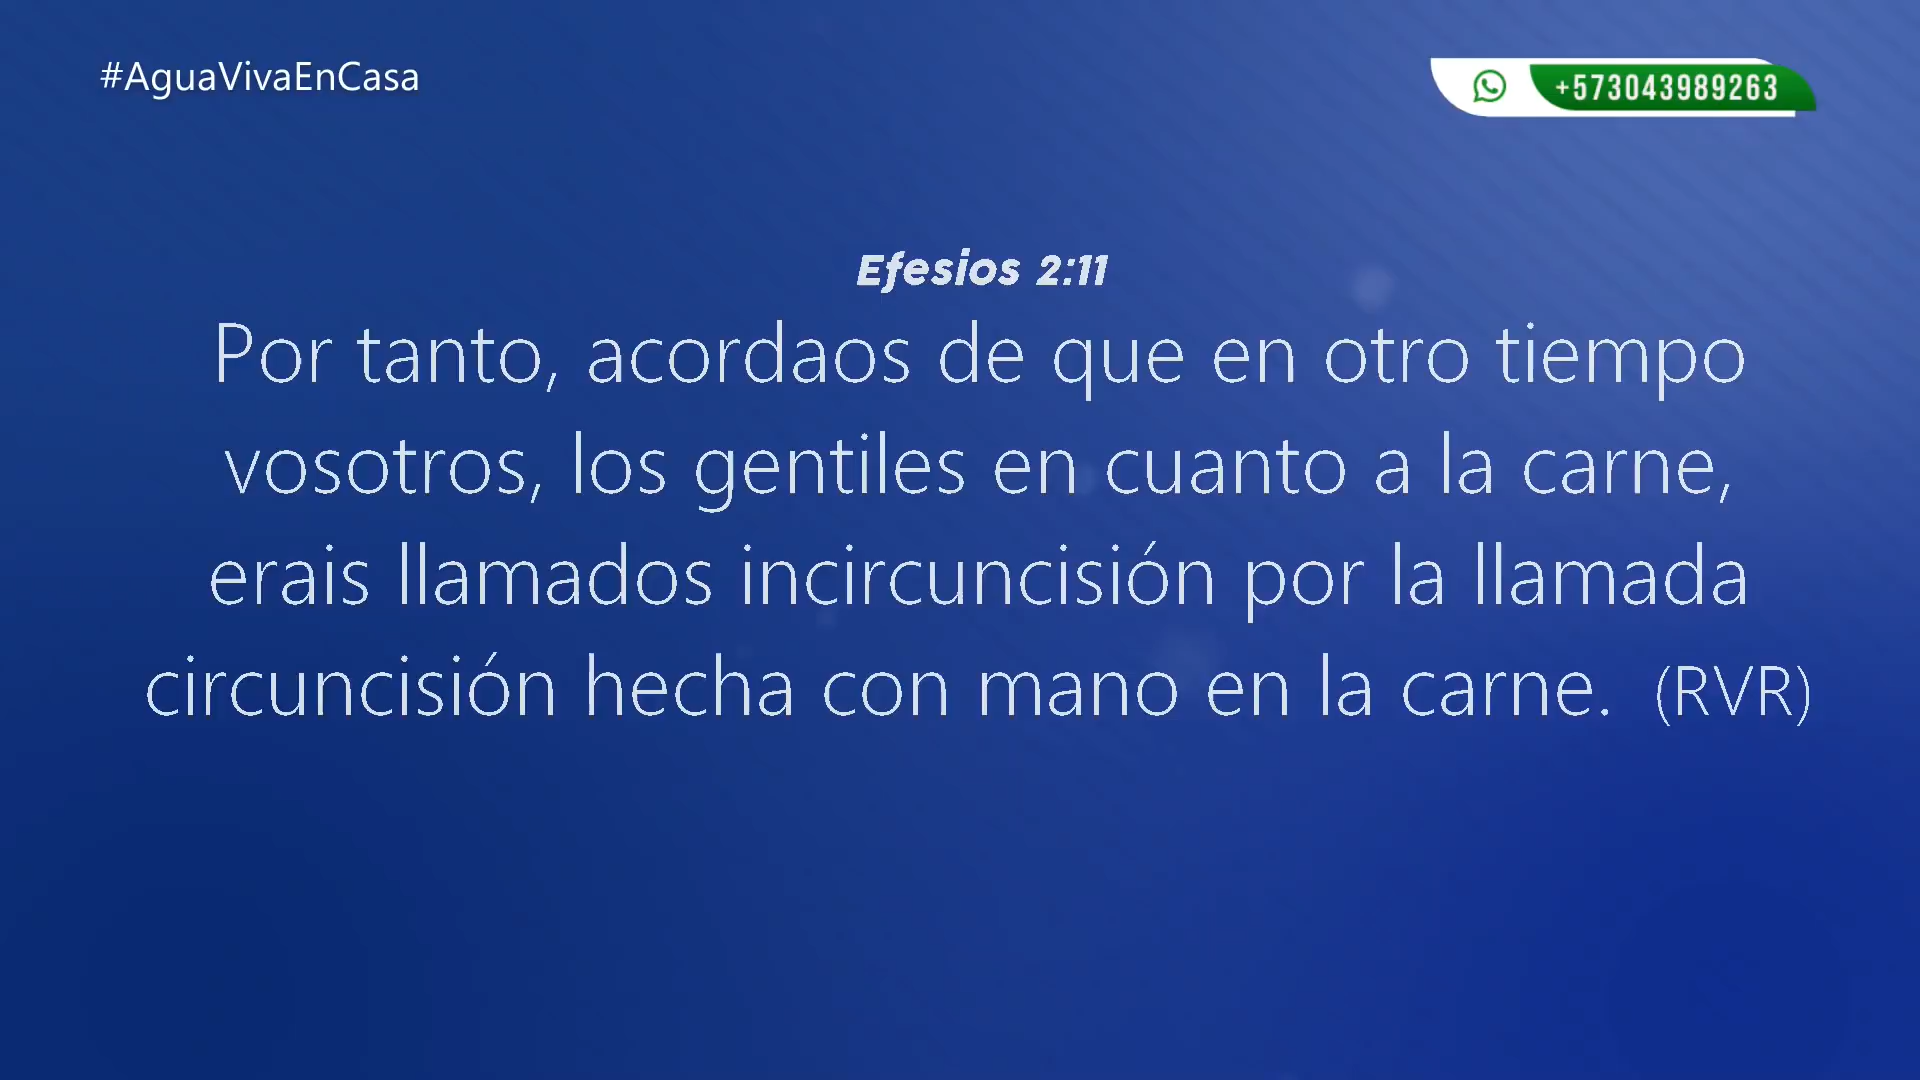 #AguaVivaEnCasa
+573043989263
Efesios 2:11
Por tanto, acordaos de que en otro tiempo
vosotros, los gentiles en cuanto a la carne,
erais llamados incircuncisión por la llamada
circuncisión hecha con mano en la carne. (RVR)